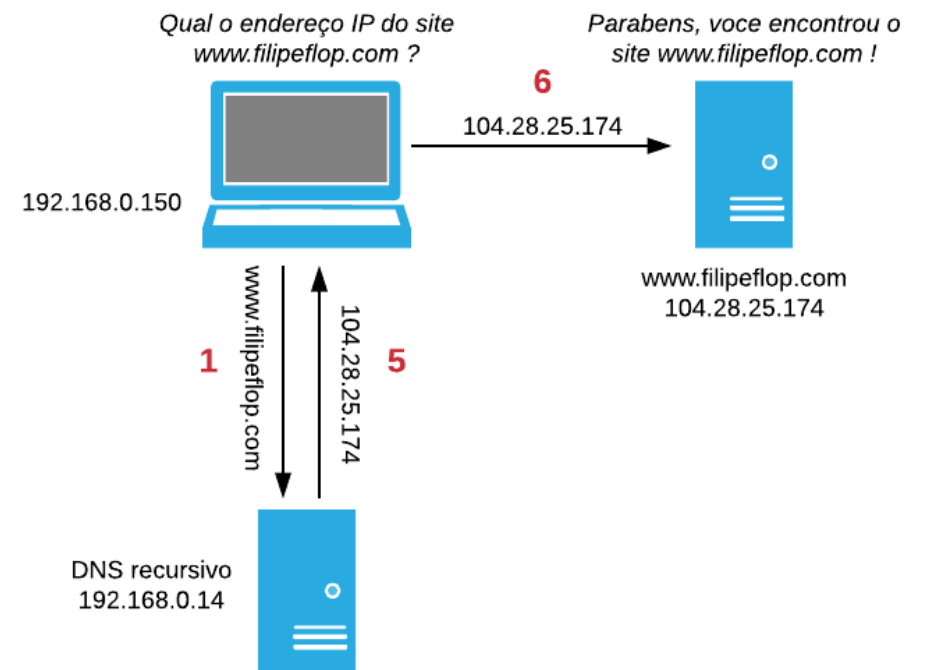 Qual o endereço IP do site
www.filipeflop.com ?
Parabens, voce encontrou o
site www.filipeflop.com !
6
104.28.25.174
192.168.0.150
www.filipeflop.com
104.28.25.174
1
www.filipeflop.com
104.28.25.174
5
DNS recursivo
192.168.0.14